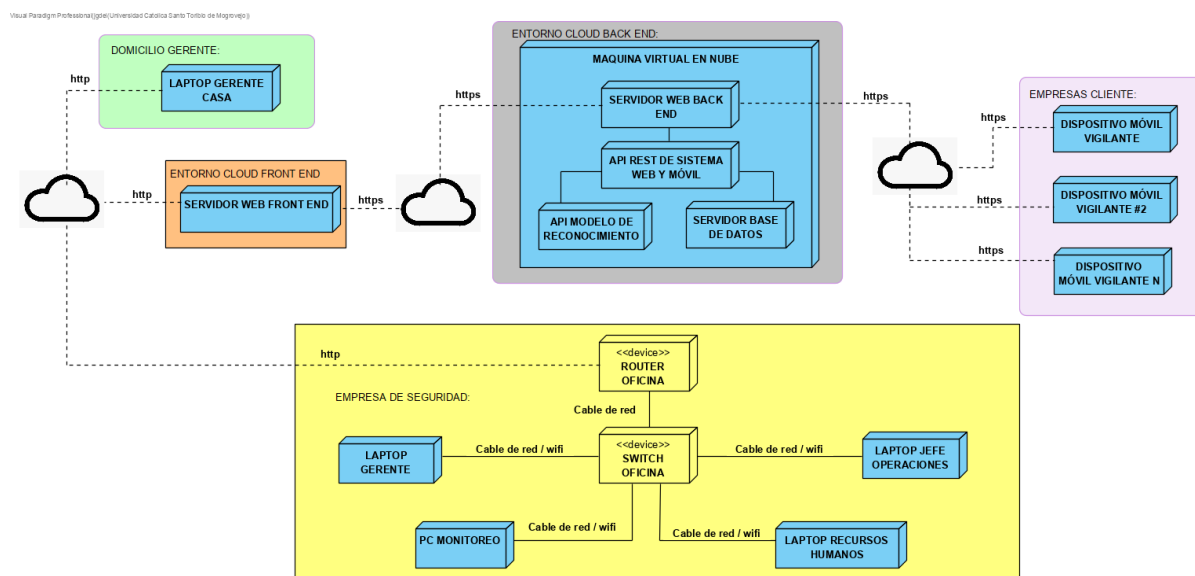 Visual Paradigm Professional(jgdel(Universidad Catolica Santo Toribio de Mogrovejo))
DOMICILIO GERENTE:
LAPTOP GERENTE
CASA
http
ENTORNO CLOUD FRONT END
SERVIDOR WEB FRONT END
http
https
https
ENTORNO CLOUD BACK END:
MAQUINA VIRTUAL EN NUBE
SERVIDOR WEB BACK
END
API REST DE SISTEMA
WEB Y MÓVIL
API MODELO DE
RECONOCIMIENTO
SERVIDOR BASE
DE DATOS
https
EMPRESAS CLIENTE:
https
DISPOSITIVO MÓVIL
VIGILANTE
https
DISPOSITIVO MÓVIL
VIGILANTE #2
https
DISPOSITIVO
MÓVIL VIGILANTE N
http
EMPRESA DE SEGURIDAD:
<<device>>
ROUTER
OFICINA
Cable de red
<<device>>
SWITCH
OFICINA
LAPTOP
GERENTE
Cable de red / wifi
Cable de red / wifi
LAPTOP JEFE
OPERACIONES
PC MONITOREO
Cable de red / wifi
Cable de red / wifi
LAPTOP RECURSOS
HUMANOS